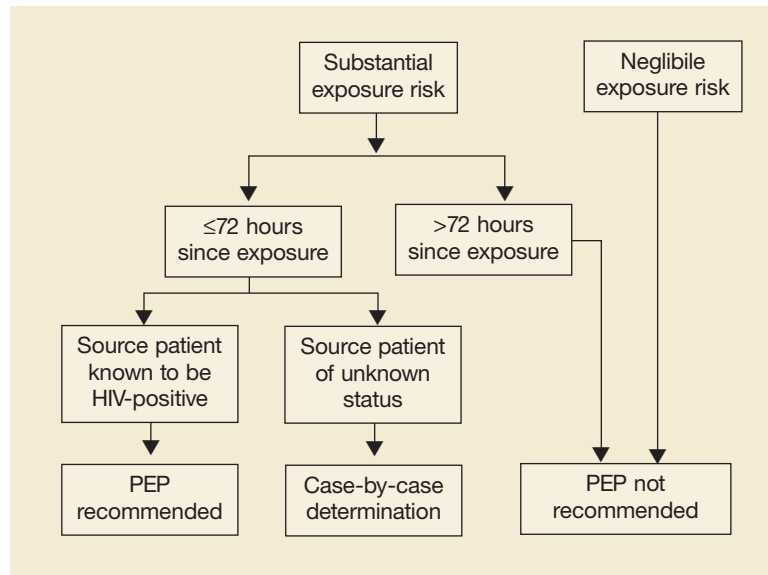 Substantial
exposure risk
Neglibile
exposure risk
≤72 hours
since exposure
>72 hours
since exposure
Source patient
known to be
HIV-positive
Source patient
of unknown
status
PEP
recommended
Case-by-case
determination
PEP not
recommended